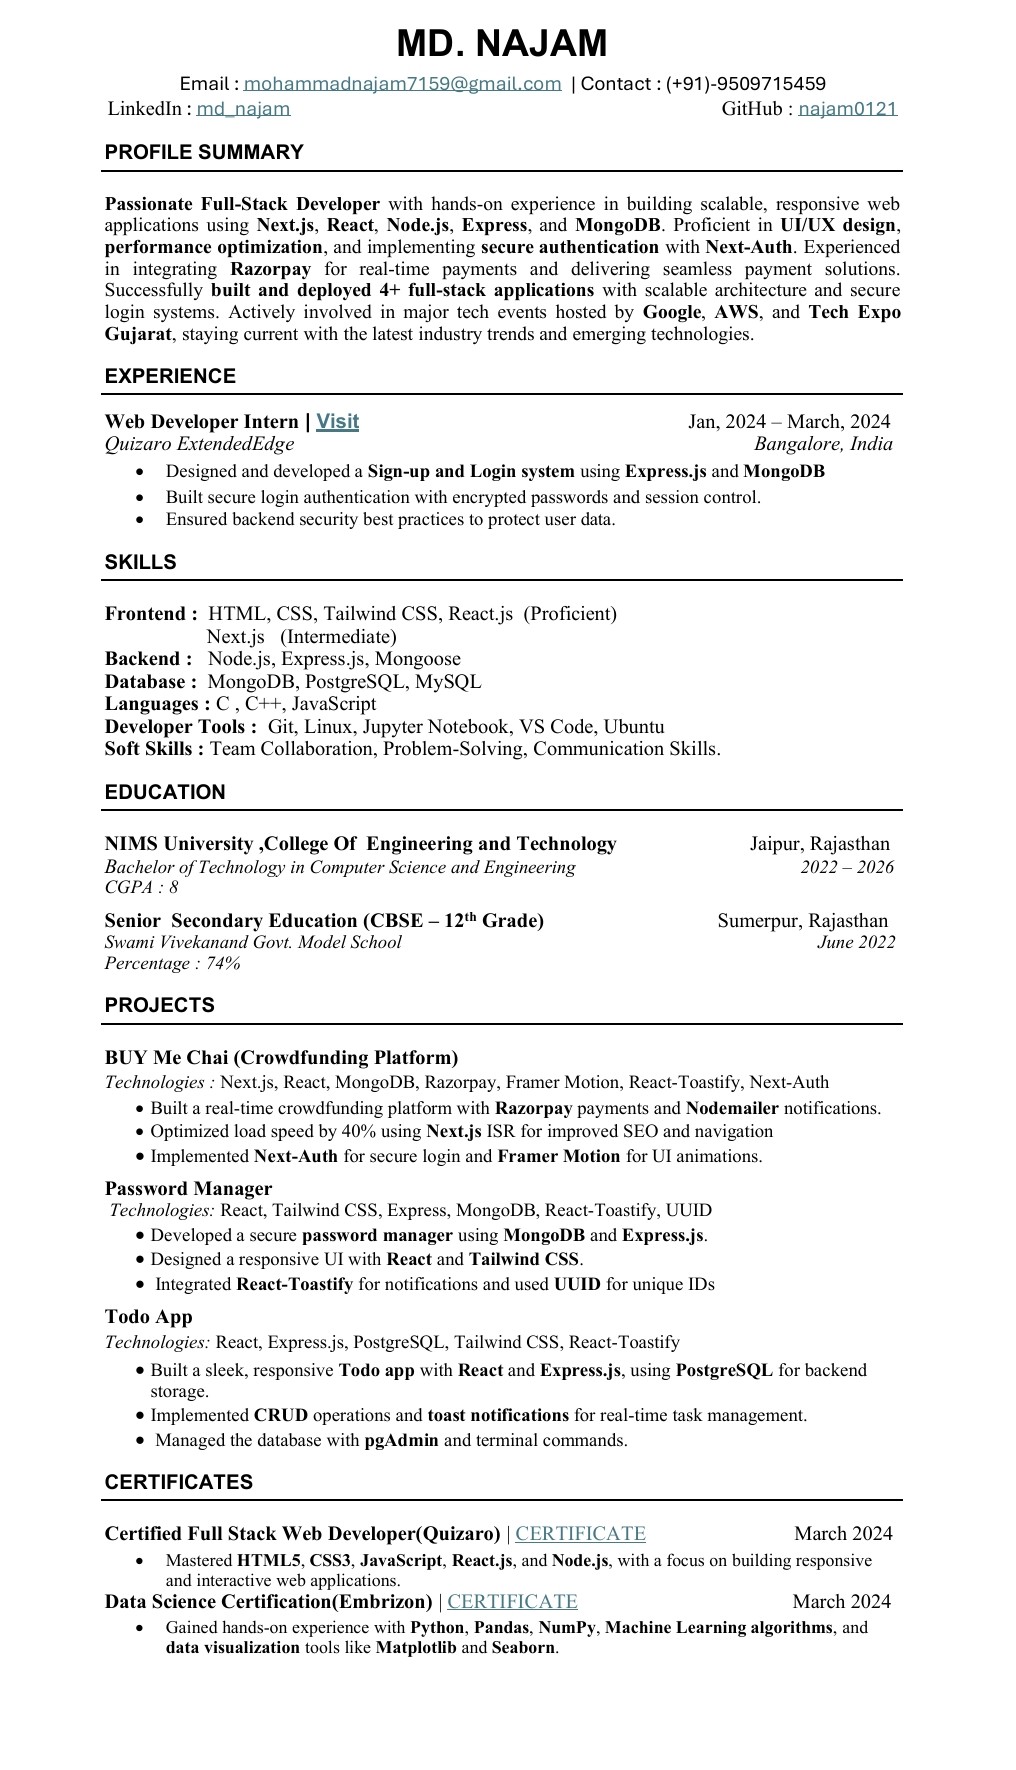 MD. NAJAM
Email : mohammadnajam7159@gmail.com | Contact : (+91)-9509715459
LinkedIn : md_najam GitHub : najam0121
PROFILE SUMMARY
Passionate Full-Stack Developer with hands-on experience in building scalable, responsive web
applications using Next.js, React, Node.js, Express, and MongoDB. Proficient in UI/UX design,
performance optimization, and implementing secure authentication with Next-Auth. Experienced
in integrating Razorpay for real-time payments and delivering seamless payment solutions.
Successfully built and deployed 4+ full-stack applications with scalable architecture and secure
login systems. Actively involved in major tech events hosted by Google, AWS, and Tech Expo
Gujarat, staying current with the latest industry trends and emerging technologies.
EXPERIENCE
Web Developer Intern | Visit Jan, 2024 – March, 2024
Quizaro ExtendedEdge Bangalore, India
• Designed and developed a Sign-up and Login system using Express.js and MongoDB
• Built secure login authentication with encrypted passwords and session control.
• Ensured backend security best practices to protect user data.
SKILLS
Frontend : HTML, CSS, Tailwind CSS, React.js (Proficient)
Next.js (Intermediate)
Backend : Node.js, Express.js, Mongoose
Database : MongoDB, PostgreSQL, MySQL
Languages : C , C++, JavaScript
Developer Tools : Git, Linux, Jupyter Notebook, VS Code, Ubuntu
Soft Skills : Team Collaboration, Problem-Solving, Communication Skills.
EDUCATION
NIMS University ,College Of Engineering and Technology Jaipur, Rajasthan
Bachelor of Technology in Computer Science and Engineering 2022 – 2026
CGPA : 8
Senior Secondary Education (CBSE – 12th Grade) Sumerpur, Rajasthan
Swami Vivekanand Govt. Model School June 2022
Percentage : 74%
PROJECTS
BUY Me Chai (Crowdfunding Platform)
Technologies : Next.js, React, MongoDB, Razorpay, Framer Motion, React-Toastify, Next-Auth
• Built a real-time crowdfunding platform with Razorpay payments and Nodemailer notifications.
• Optimized load speed by 40% using Next.js ISR for improved SEO and navigation
• Implemented Next-Auth for secure login and Framer Motion for UI animations.
Password Manager
Technologies: React, Tailwind CSS, Express, MongoDB, React-Toastify, UUID
• Developed a secure password manager using MongoDB and Express.js.
• Designed a responsive UI with React and Tailwind CSS.
• Integrated React-Toastify for notifications and used UUID for unique IDs
Todo App
Technologies: React, Express.js, PostgreSQL, Tailwind CSS, React-Toastify
• Built a sleek, responsive Todo app with React and Express.js, using PostgreSQL for backend
storage.
• Implemented CRUD operations and toast notifications for real-time task management.
• Managed the database with pgAdmin and terminal commands.
CERTIFICATES
Certified Full Stack Web Developer(Quizaro) | CERTIFICATE March 2024
• Mastered HTML5, CSS3, JavaScript, React.js, and Node.js, with a focus on building responsive
and interactive web applications.
Data Science Certification(Embrizon) | CERTIFICATE March 2024
• Gained hands-on experience with Python, Pandas, NumPy, Machine Learning algorithms, and
data visualization tools like Matplotlib and Seaborn.